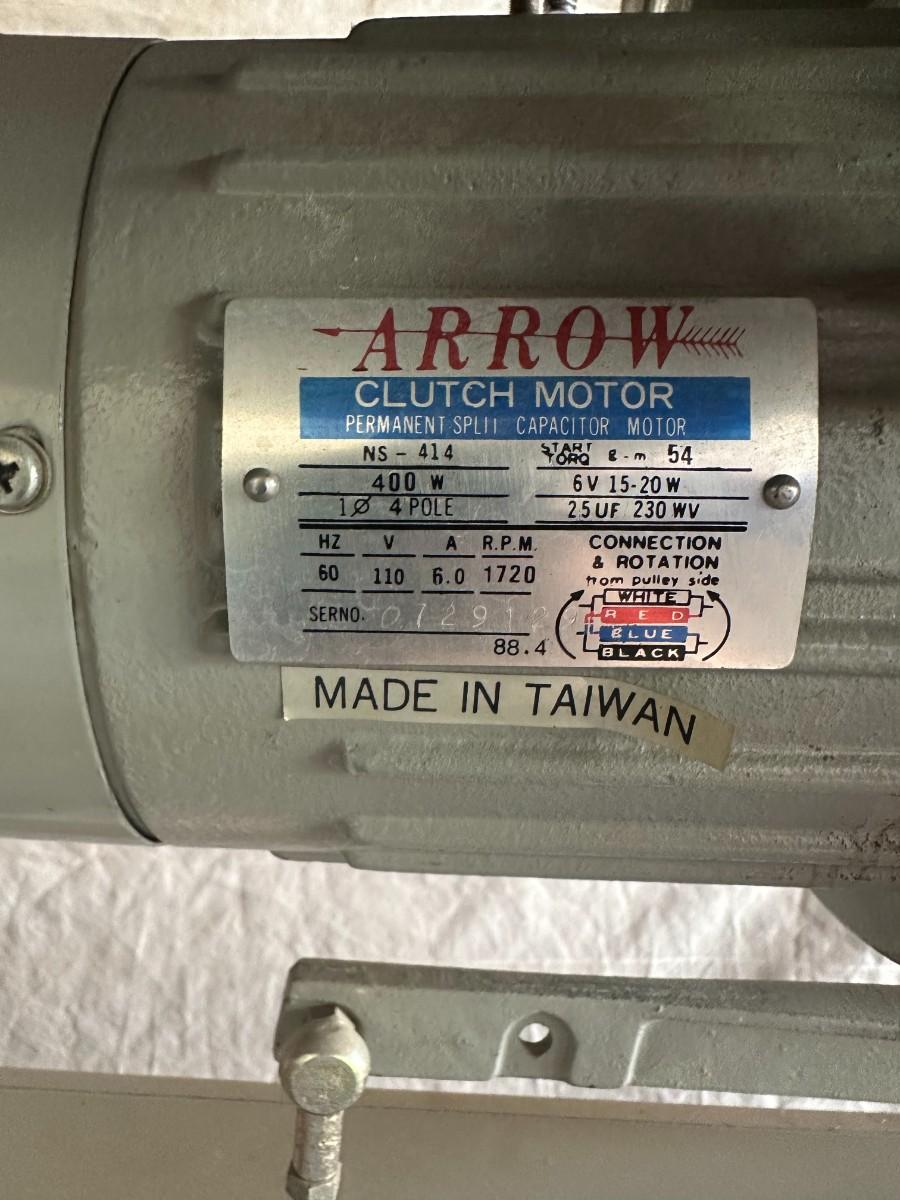 ARROW
CLUTCH MOTOR
PERMANENT SPLIT CAPACITOR MOTOR
NS - 414
START TORQ g - m 54
400 W
6V 15-20 W
1Ø 4 POLE
25 UF 230 WV
HZ V A R.P.M.
60 110 6.0 1720
CONNECTION
& ROTATION
from pulley side
WHITE
RED
BLUE
BLACK
SERNO.
88.4
MADE IN TAIWAN